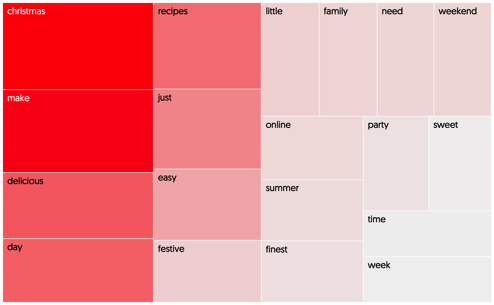 christmas
make
delicious
day
recipes
just
easy
festive
little
family
need
weekend
online
summer
finest
party
sweet
time
week